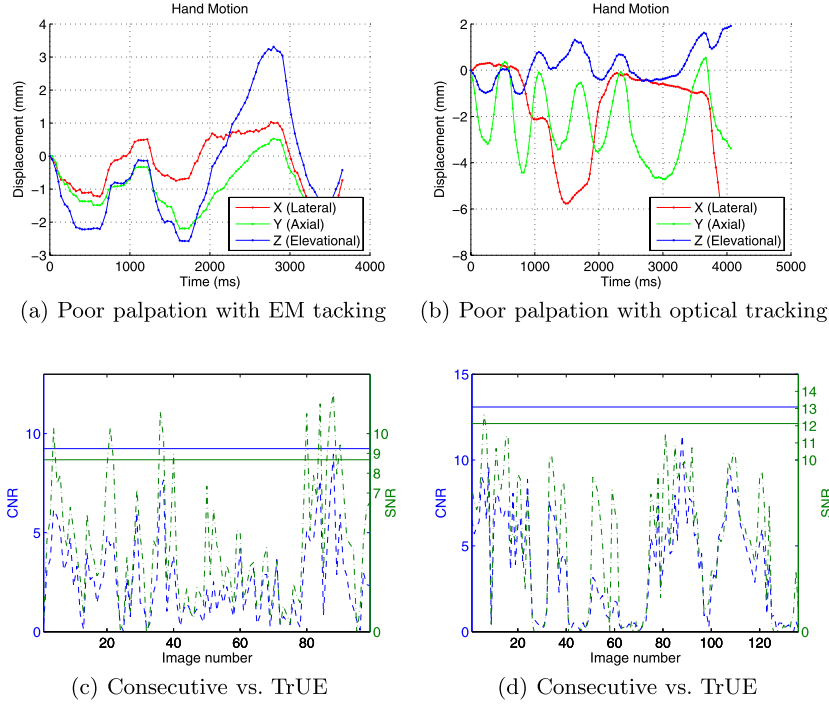 Hand Motion
Displacement (mm)
4
3
2
1
0
−1
−2
−3
0
1000
2000
3000
4000
Time (ms)
X (Lateral)
Y (Axial)
Z (Elevational)
(a) Poor palpation with EM tacking
Hand Motion
Displacement (mm)
2
0
−2
−4
−6
−8
0
1000
2000
3000
4000
5000
Time (ms)
X (Lateral)
Y (Axial)
Z (Elevational)
(b) Poor palpation with optical tracking
CNR
10
5
0
20
40
60
80
Image number
10
9
8
7
0
SNR
(c) Consecutive vs. TrUE
CNR
15
10
5
0
20
40
60
80
100
120
Image number
14
13
12
11
10
0
SNR
(d) Consecutive vs. TrUE